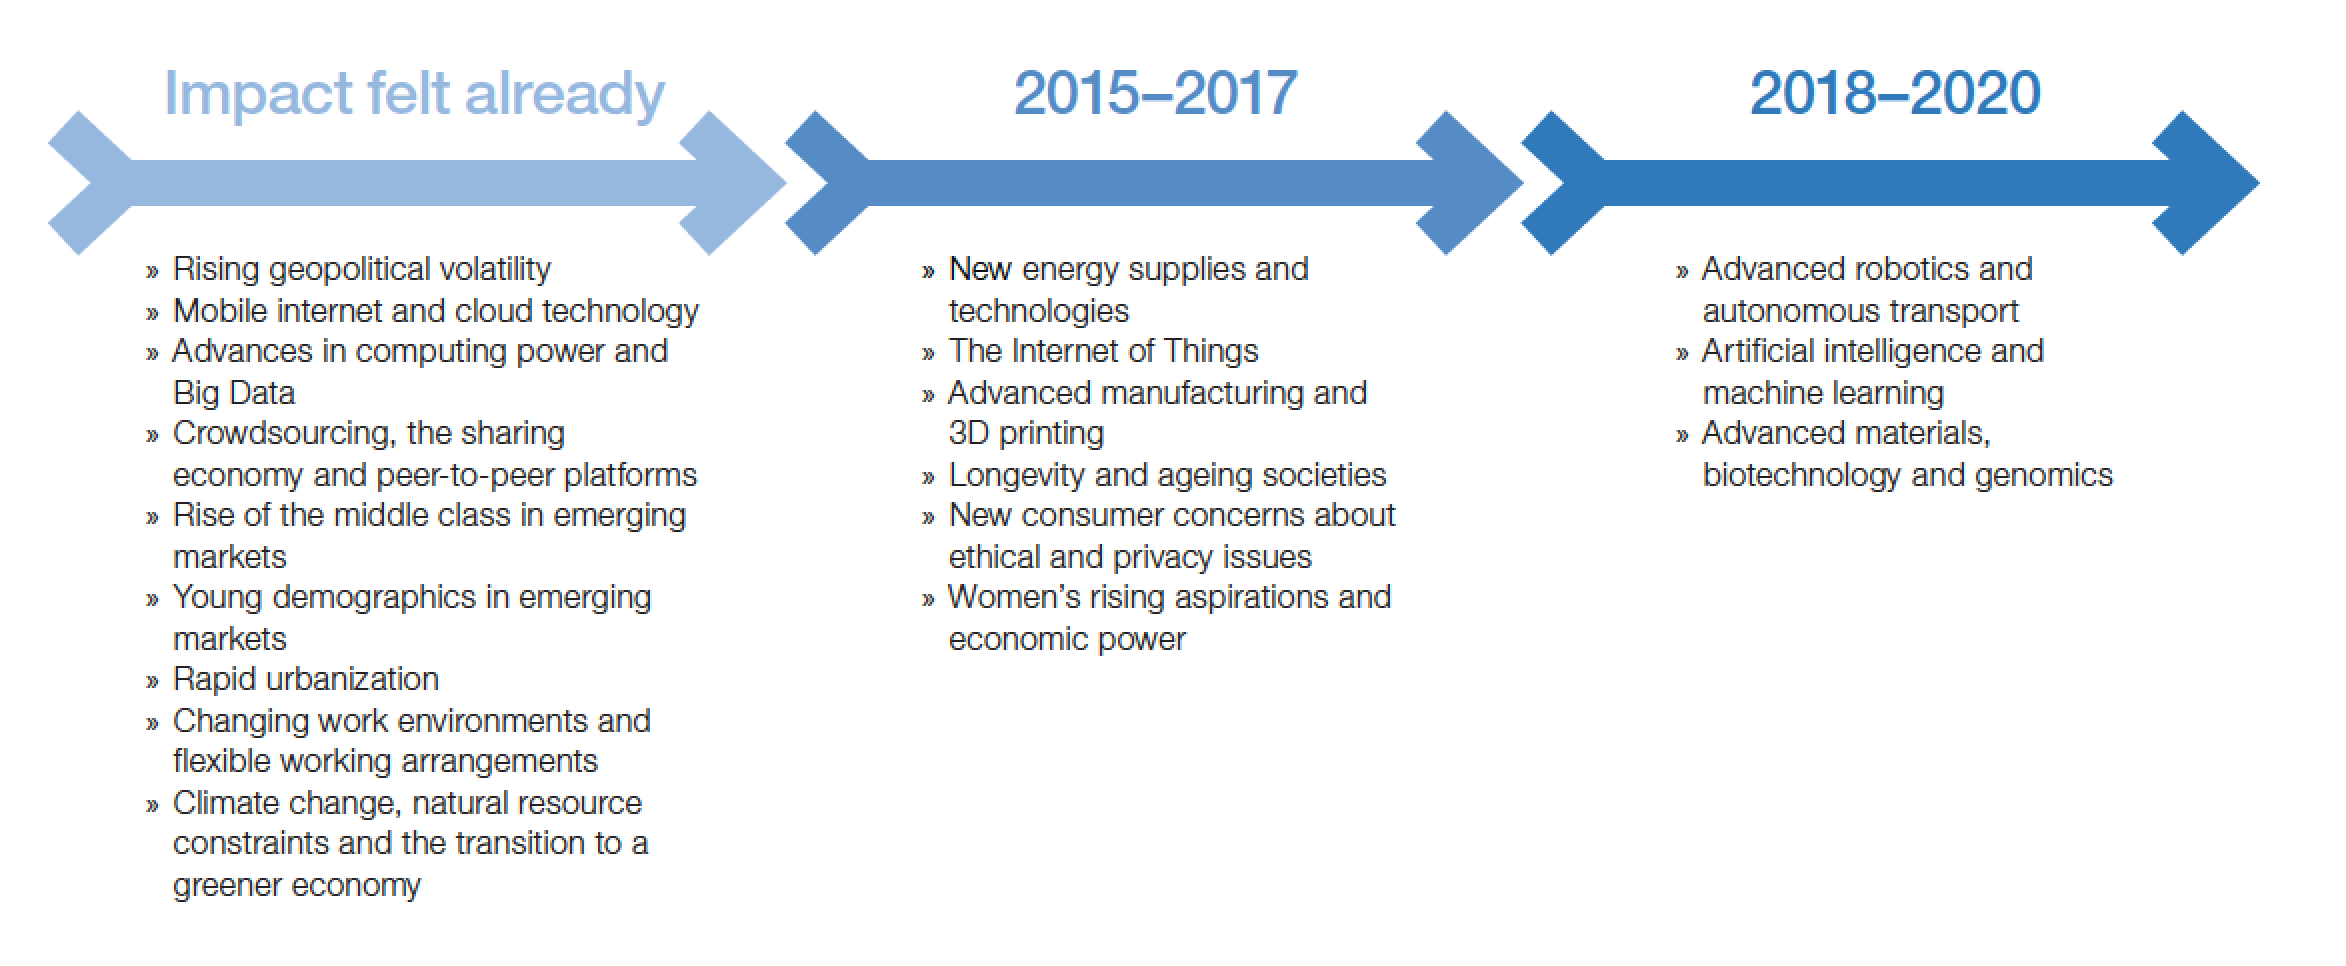 Impact felt already
» Rising geopolitical volatility
» Mobile internet and cloud technology
» Advances in computing power and
Big Data
» Crowdsourcing, the sharing
economy and peer-to-peer platforms
» Rise of the middle class in emerging
markets
» Young demographics in emerging
markets
» Rapid urbanization
» Changing work environments and
flexible working arrangements
» Climate change, natural resource
constraints and the transition to a
greener economy
2015–2017
» New energy supplies and
technologies
» The Internet of Things
» Advanced manufacturing and
3D printing
» Longevity and ageing societies
» New consumer concerns about
ethical and privacy issues
» Women’s rising aspirations and
economic power
2018–2020
» Advanced robotics and
autonomous transport
» Artificial intelligence and
machine learning
» Advanced materials,
biotechnology and genomics